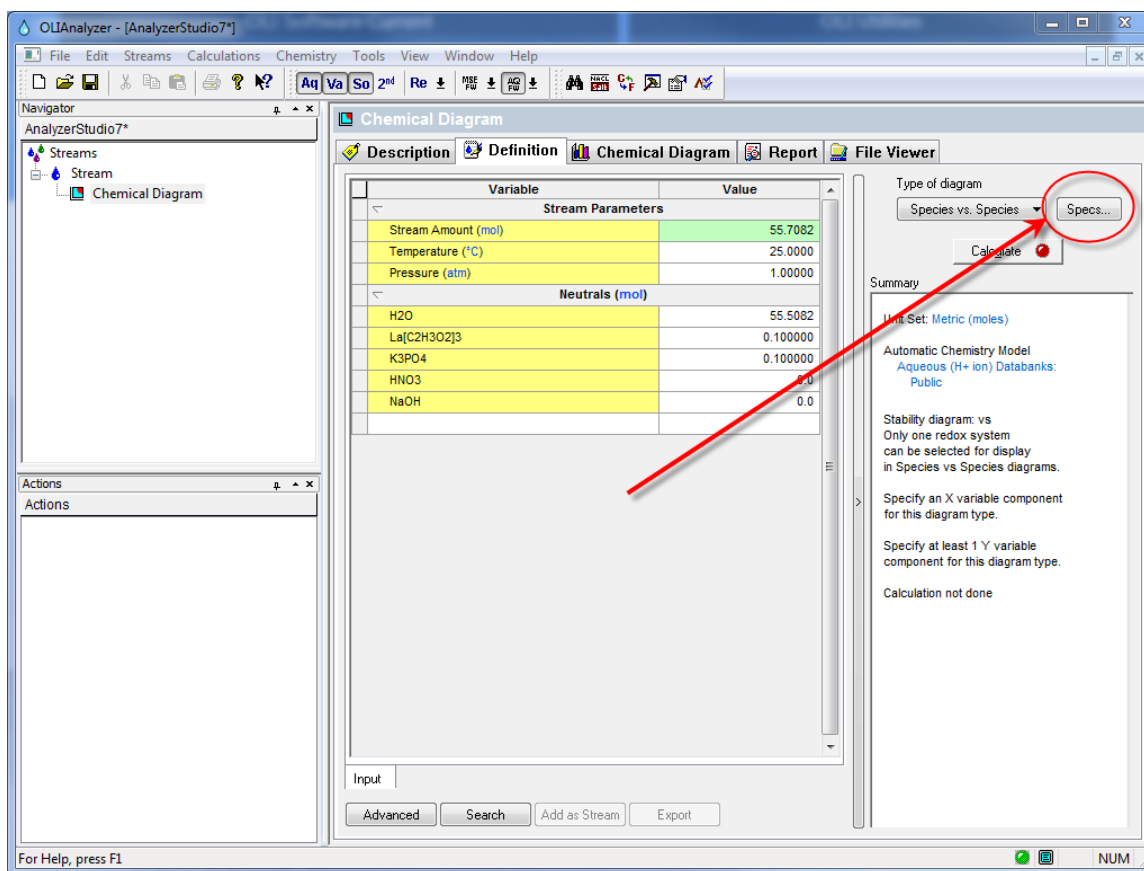 OLIAnalyzer - [AnalyzerStudio7*]
File Edit Streams Calculations Chemistry Tools View Window Help
Aq Va So 2nd Re MSE FW AQ FW
Navigator
AnalyzerStudio7*
Streams
Stream
Chemical Diagram
Actions
Actions
Chemical Diagram
Description Definition Chemical Diagram Report File Viewer
Variable Value
Stream Parameters
Stream Amount (mol) 55.7082
Temperature (°C) 25.0000
Pressure (atm) 1.00000
Neutrals (mol)
H2O 55.5082
La[C2H3O2]3 0.100000
K3PO4 0.100000
HNO3 0.0
NaOH 0.0
Input
Advanced Search Add as Stream Export
Type of diagram
Species vs. Species Specs...
Calculate
Summary
Unit Set: Metric (moles)
Automatic Chemistry Model
Aqueous (H+ ion) Databanks:
Public
Stability diagram: vs
Only one redox system
can be selected for display
in Species vs Species diagrams.
Specify an X variable component
for this diagram type.
Specify at least 1 Y variable
component for this diagram type.
Calculation not done
For Help, press F1 NUM